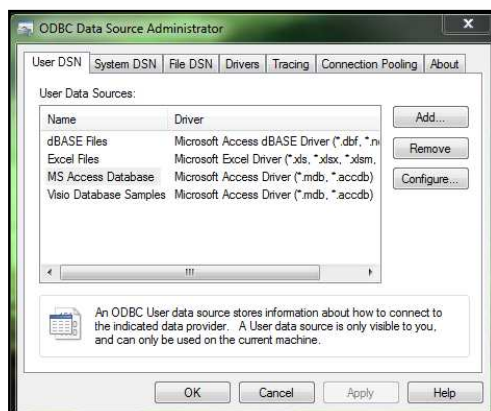 ODBC Data Source Administrator
x
User DSN System DSN File DSN Drivers Tracing Connection Pooling About
User Data Sources:
Name Driver
Add...
dBASE Files Microsoft Access dBASE Driver (*.dbf, *.n
Remove
Excel Files Microsoft Excel Driver (*.xls, *.xlsx, *.xlsm,
MS Access Database Microsoft Access Driver (*.mdb, *.accdb)
Configure...
Visio Database Samples Microsoft Access Driver (*.mdb, *.accdb)
An ODBC User data source stores information about how to connect to
the indicated data provider. A User data source is only visible to you,
and can only be used on the current machine.
OK Cancel Apply Help